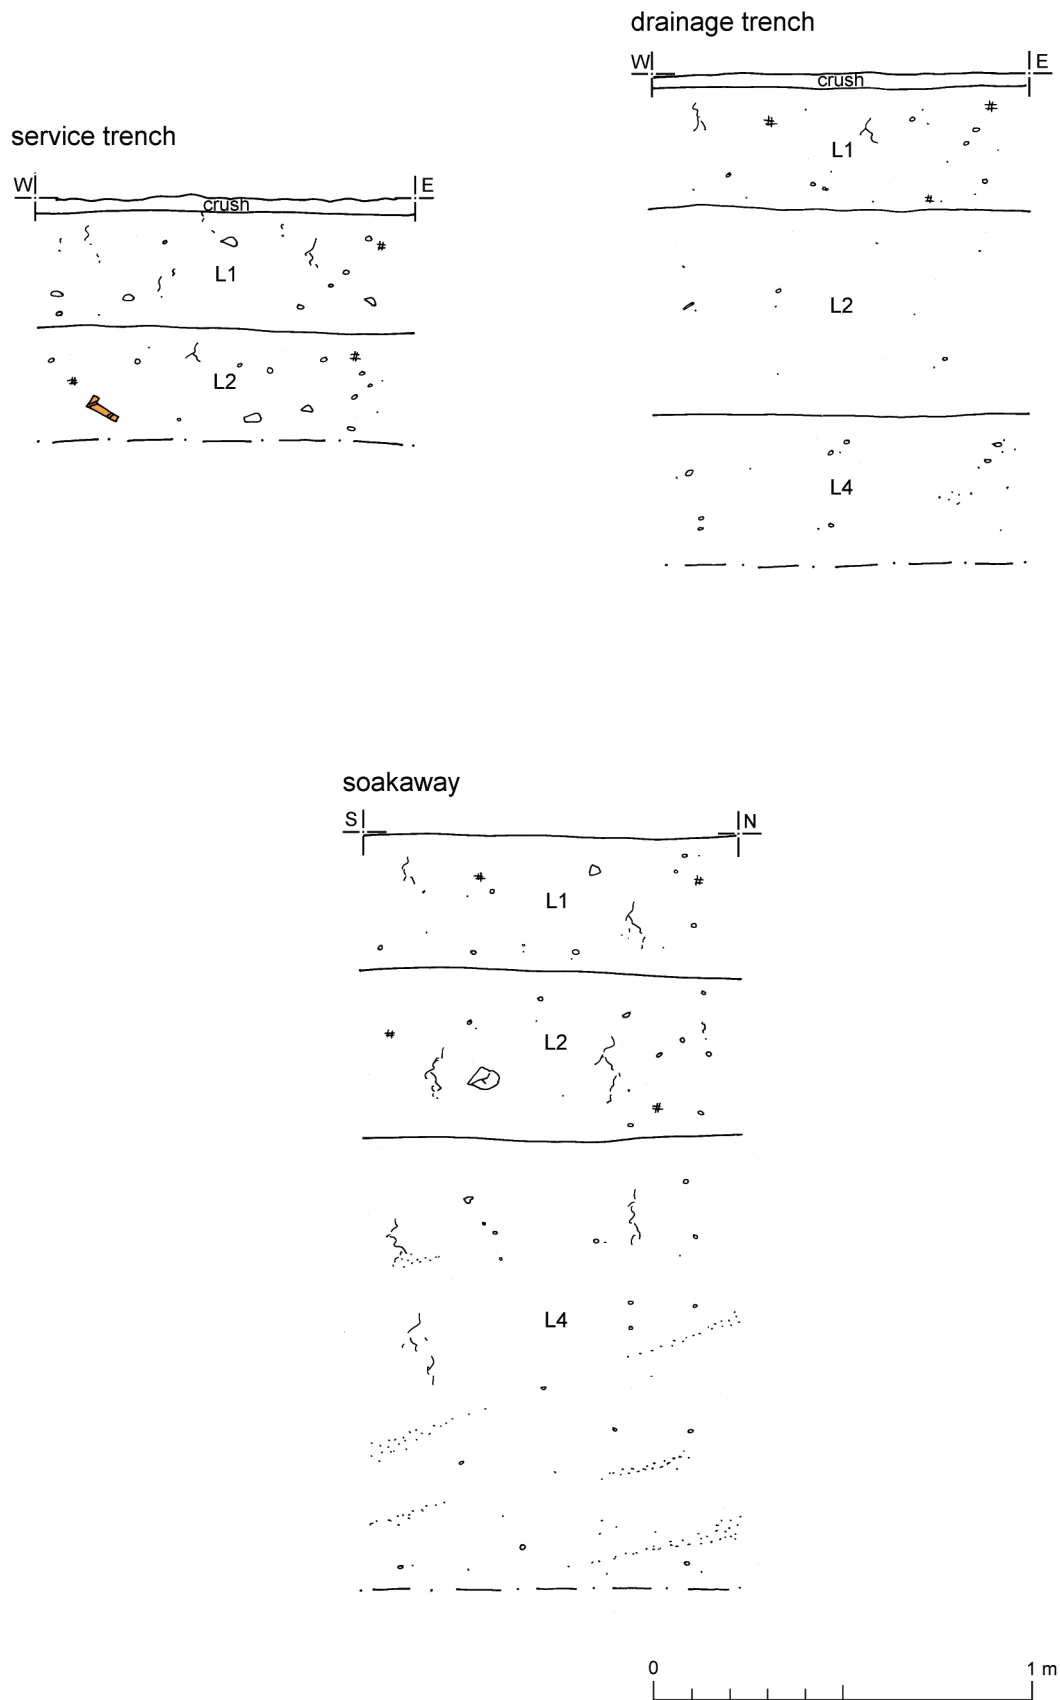 drainage trench
W E
crush
L1
L2
L4
service trench
W E
crush
L1
L2
soakaway
S N
L1
L2
L4
0 1 m